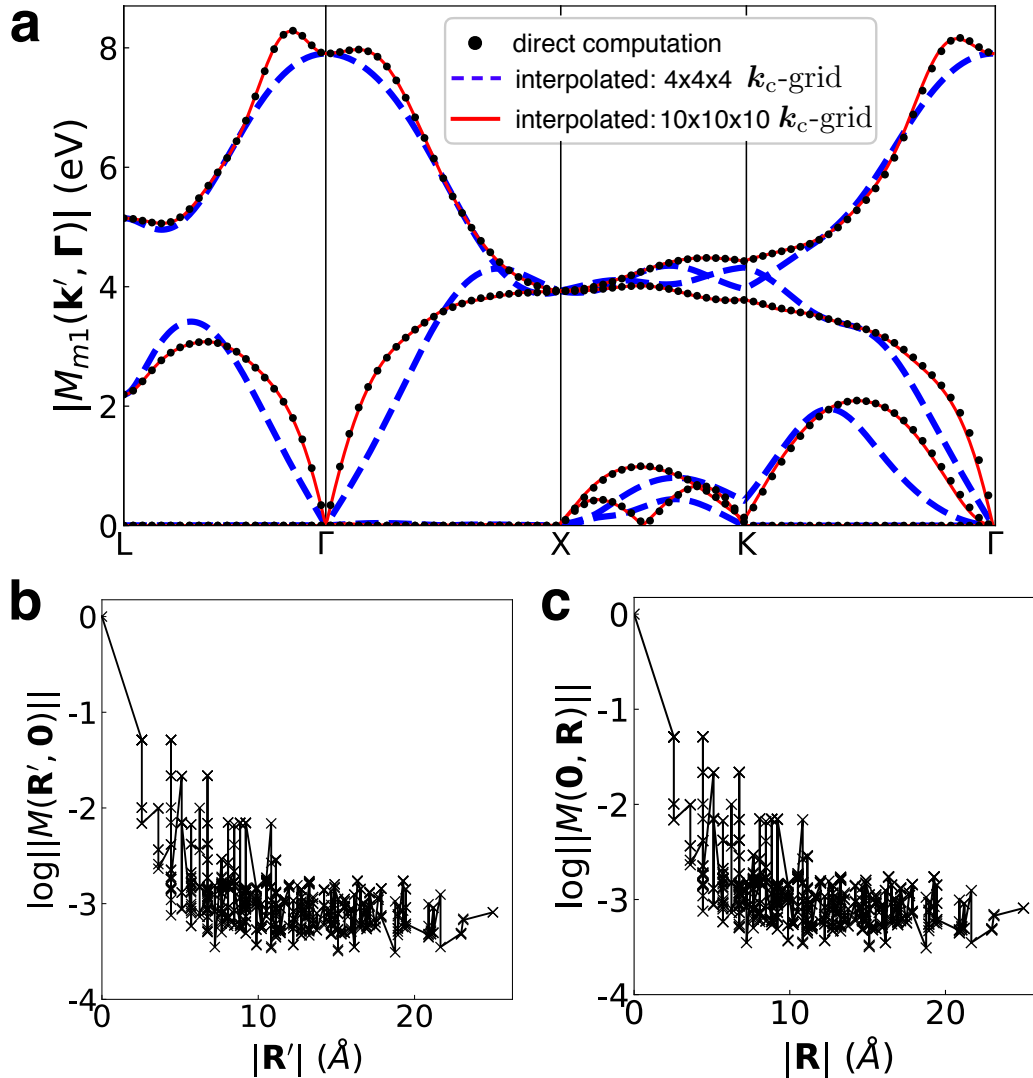 a
|M_{m1}(k′, Γ)| (eV)
8
6
4
2
0
direct computation
interpolated: 4x4x4 k_c-grid
interpolated: 10x10x10 k_c-grid
L Γ X K Γ
b
log||M(R′, 0)||
0
-1
-2
-3
-4
0 10 20
|R′| (Å)
c
log||M(0, R)||
0
-1
-2
-3
-4
0 10 20
|R| (Å)